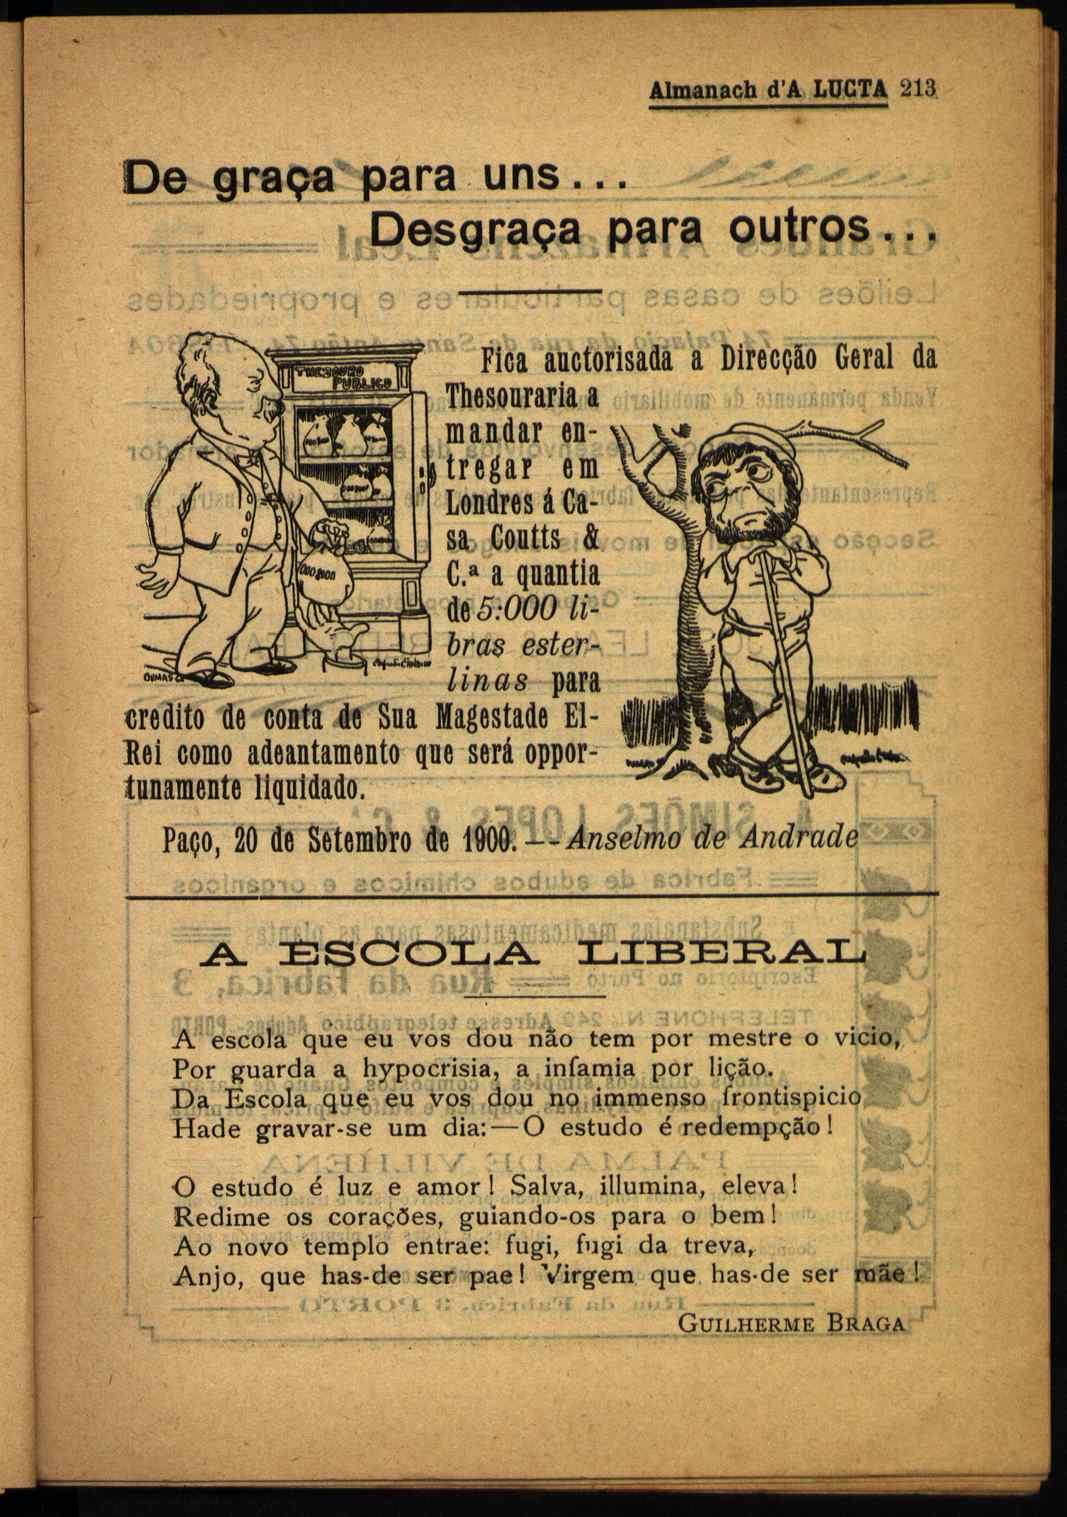 Almanach d'A LUCTA 213
De graça para uns...
Desgraça para outros...
THESOURO
PUBLICO
Fica auctorisada a Direcção Geral da
Thesouraria a
mandar en-
tregar em
Londres á Ca-
sa Coutts &
C.ª a quantia
de 5:000 li-
bras ester-
linas para
credito de conta de Sua Magestade El-
Rei como adeantamento que será oppor-
tunamente liquidado.
Paço, 20 de Setembro de 1900.—-Anselmo de Andrade
A ESCOLA LIBERAL
A escola que eu vos dou não tem por mestre o vicio,
Por guarda a hypocrisia, a infamia por lição.
Da Escola que eu vos dou no immenso frontispicio
Hade gravar-se um dia:—O estudo é redempção!
O estudo é luz e amor! Salva, illumina, eleva!
Redime os corações, guiando-os para o bem!
Ao novo templo entrae: fugi, fugi da treva,
Anjo, que has-de ser pae! Virgem que has-de ser mãe!
GUILHERME BRAGA